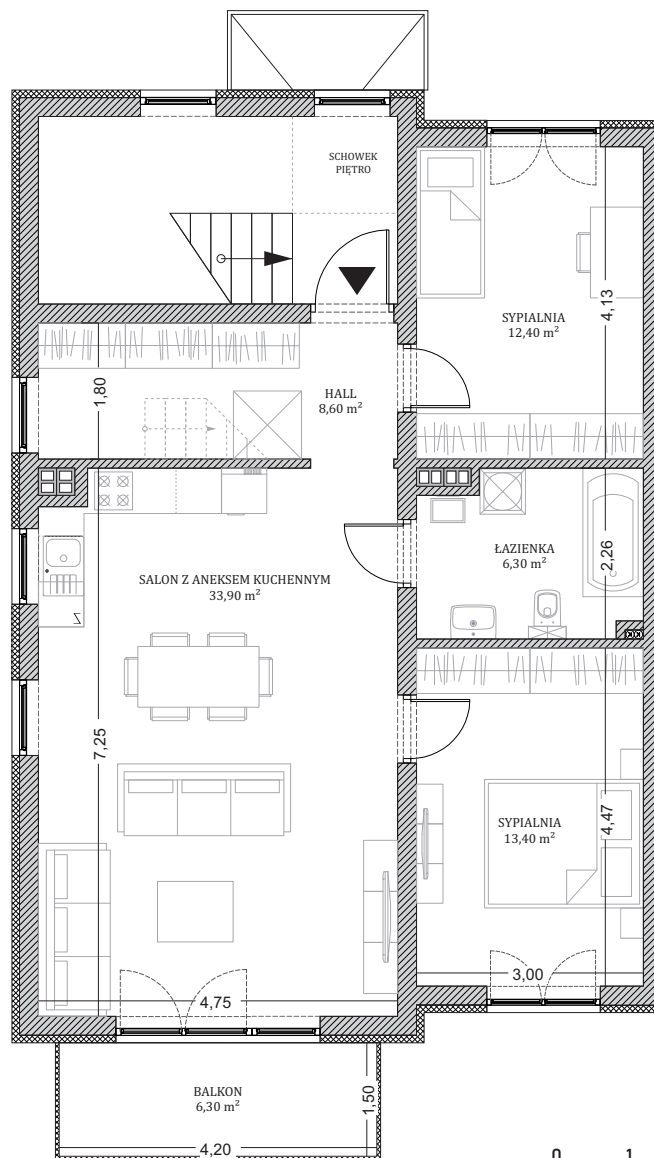 SCHOWEK
PIĘTRO
SYPIALNIA
12,40 m²
4,13
HALL
8,60 m²
1,80
ŁAZIENKA
6,30 m²
2,26
SALON Z ANEKSEM KUCHENNYM
33,90 m²
Z
7,25
SYPIALNIA
13,40 m²
4,47
3,00
4,75
BALKON
6,30 m²
1,50
4,20
0 1